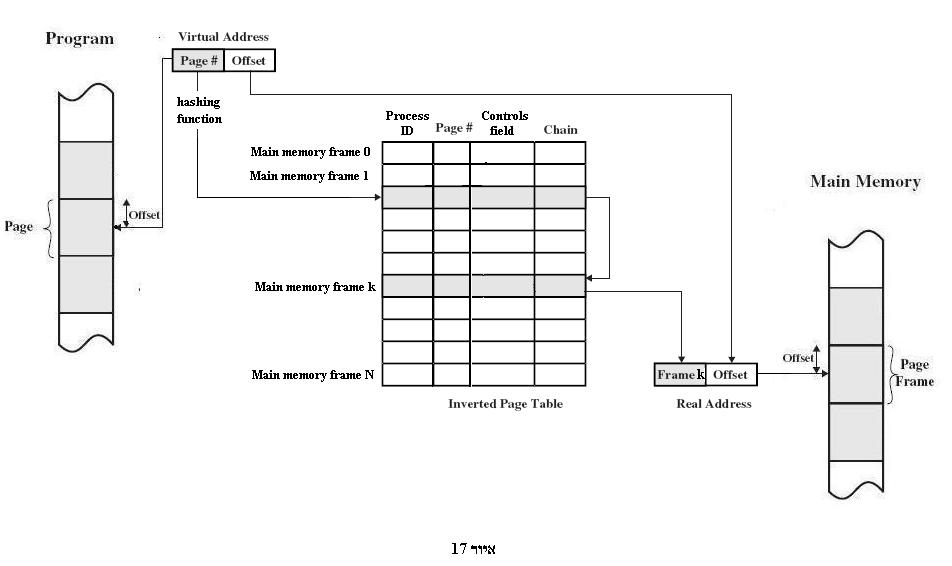 Program
Virtual Address
Page #
Offset
hashing
function
Process
ID
Page #
Controls
field
Chain
Main memory frame 0
Main memory frame 1
Main Memory
Page
Offset
Main memory frame k
Offset
Page
Frame
Frame k
Offset
Main memory frame N
Inverted Page Table
Real Address
איור 17